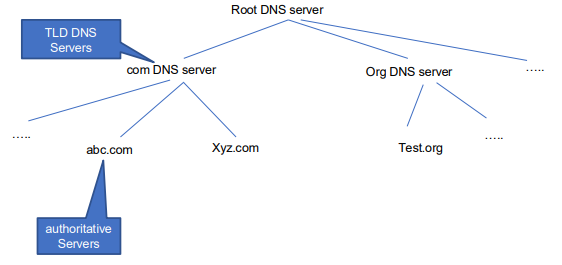 Root DNS server
TLD DNS
Servers
com DNS server
Org DNS server
.....
.....
abc.com
Xyz.com
Test.org
.....
authoritative
Servers